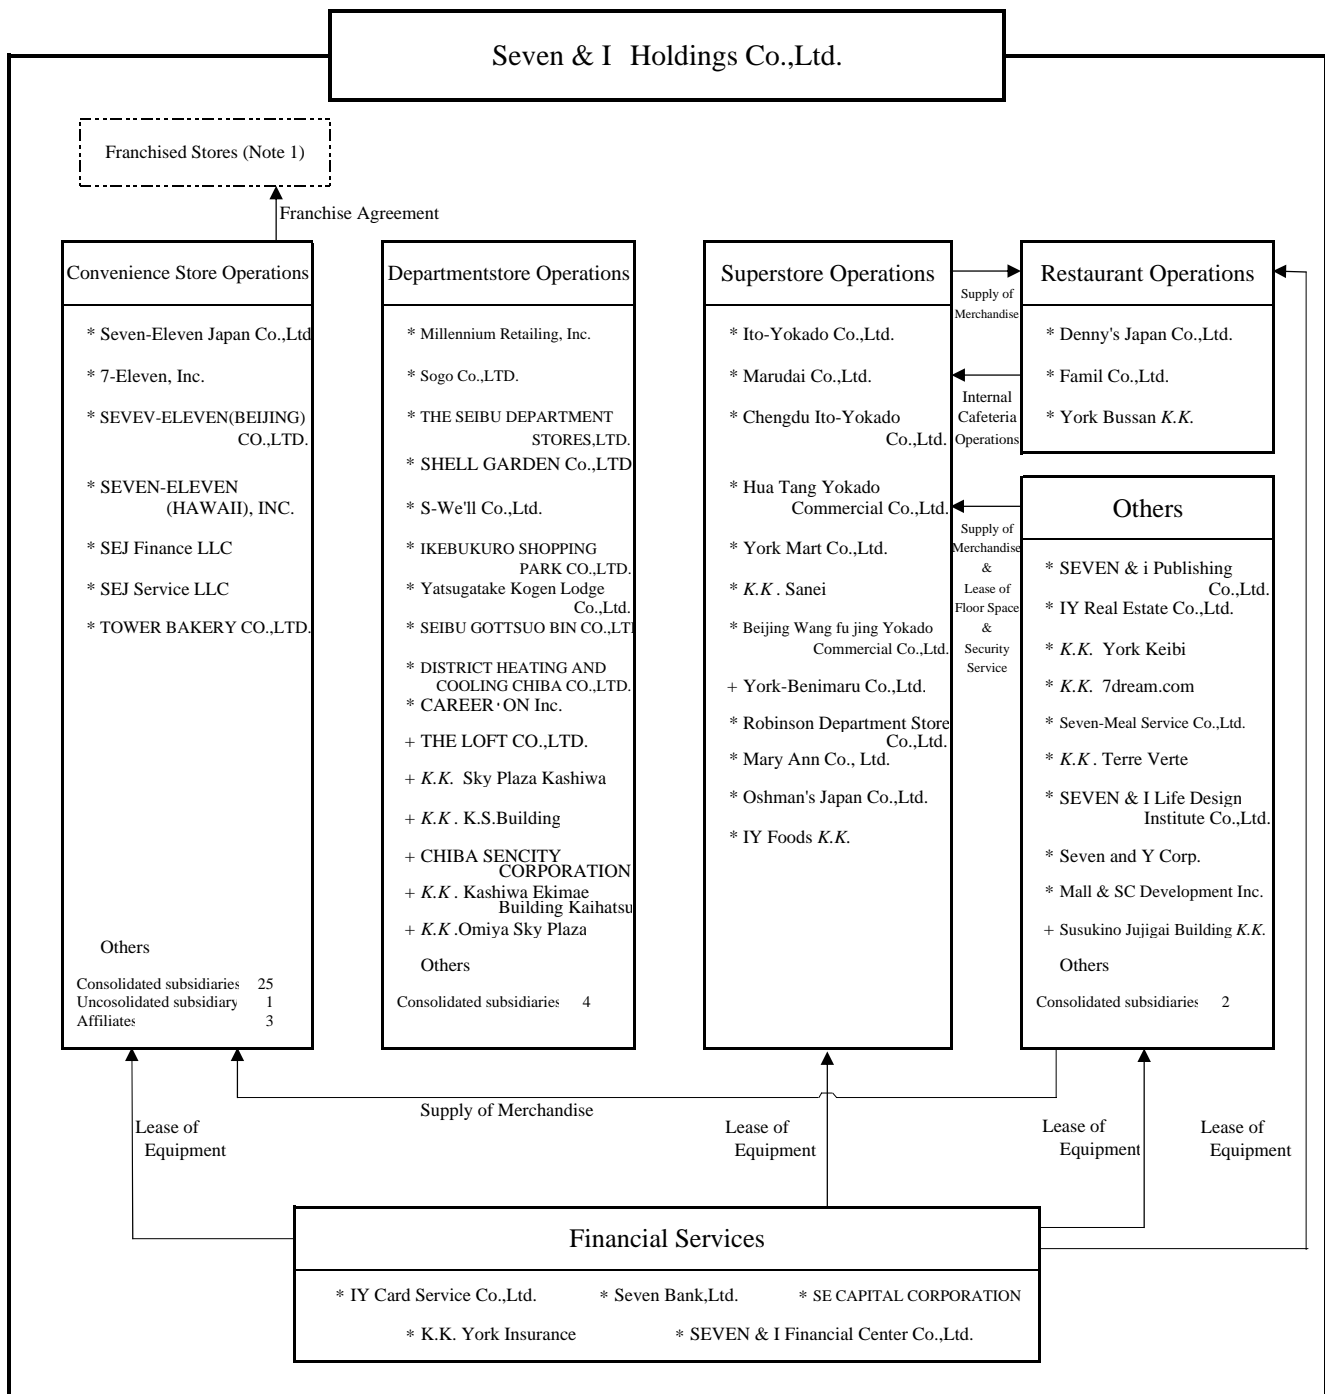 Seven & I Holdings Co.,Ltd.
Franchised Stores (Note 1)
Franchise Agreement
Convenience Store Operations
* Seven-Eleven Japan Co.,Ltd
* 7-Eleven, Inc.
* SEVEV-ELEVEN(BEIJING)
CO.,LTD.
* SEVEN-ELEVEN
(HAWAII), INC.
* SEJ Finance LLC
* SEJ Service LLC
* TOWER BAKERY CO.,LTD.
Others
Consolidated subsidiaries 25
Uncosolidated subsidiary 1
Affiliates 3
Departmentstore Operations
* Millennium Retailing, Inc.
* Sogo Co.,LTD.
* THE SEIBU DEPARTMENT
STORES,LTD.
* SHELL GARDEN Co.,LTD
* S-We'll Co.,Ltd.
* IKEBUKURO SHOPPING
PARK CO.,LTD.
* Yatsugatake Kogen Lodge
Co.,Ltd.
* SEIBU GOTTSUO BIN CO.,LTD
* DISTRICT HEATING AND
COOLING CHIBA CO.,LTD.
* CAREER・ON Inc.
+ THE LOFT CO.,LTD.
+ K.K. Sky Plaza Kashiwa
+ K.K . K.S.Building
+ CHIBA SENCITY
CORPORATION
+ K.K . Kashiwa Ekimae
Building Kaihatsu
+ K.K .Omiya Sky Plaza
Others
Consolidated subsidiaries 4
Superstore Operations
* Ito-Yokado Co.,Ltd.
* Marudai Co.,Ltd.
* Chengdu Ito-Yokado
Co.,Ltd.
* Hua Tang Yokado
Commercial Co.,Ltd.
* York Mart Co.,Ltd.
* K.K . Sanei
* Beijing Wang fu jing Yokado
Commercial Co.,Ltd.
+ York-Benimaru Co.,Ltd.
* Robinson Department Store
Co.,Ltd.
* Mary Ann Co., Ltd.
* Oshman's Japan Co.,Ltd.
* IY Foods K.K.
Supply of
Merchandise
Internal
Cafeteria
Operations
Supply of
Merchandise
&
Lease of
Floor Space
&
Security
Service
Restaurant Operations
* Denny's Japan Co.,Ltd.
* Famil Co.,Ltd.
* York Bussan K.K.
Others
* SEVEN & i Publishing
Co.,Ltd.
* IY Real Estate Co.,Ltd.
* K.K. York Keibi
* K.K. 7dream.com
* Seven-Meal Service Co.,Ltd.
* K.K . Terre Verte
* SEVEN & I Life Design
Institute Co.,Ltd.
* Seven and Y Corp.
* Mall & SC Development Inc.
+ Susukino Jujigai Building K.K.
Others
Consolidated subsidiaries 2
Supply of Merchandise
Lease of
Equipment
Lease of
Equipment
Lease of
Equipment
Lease of
Equipment
Financial Services
* IY Card Service Co.,Ltd. * Seven Bank,Ltd. * SE CAPITAL CORPORATION
* K.K. York Insurance * SEVEN & I Financial Center Co.,Ltd.